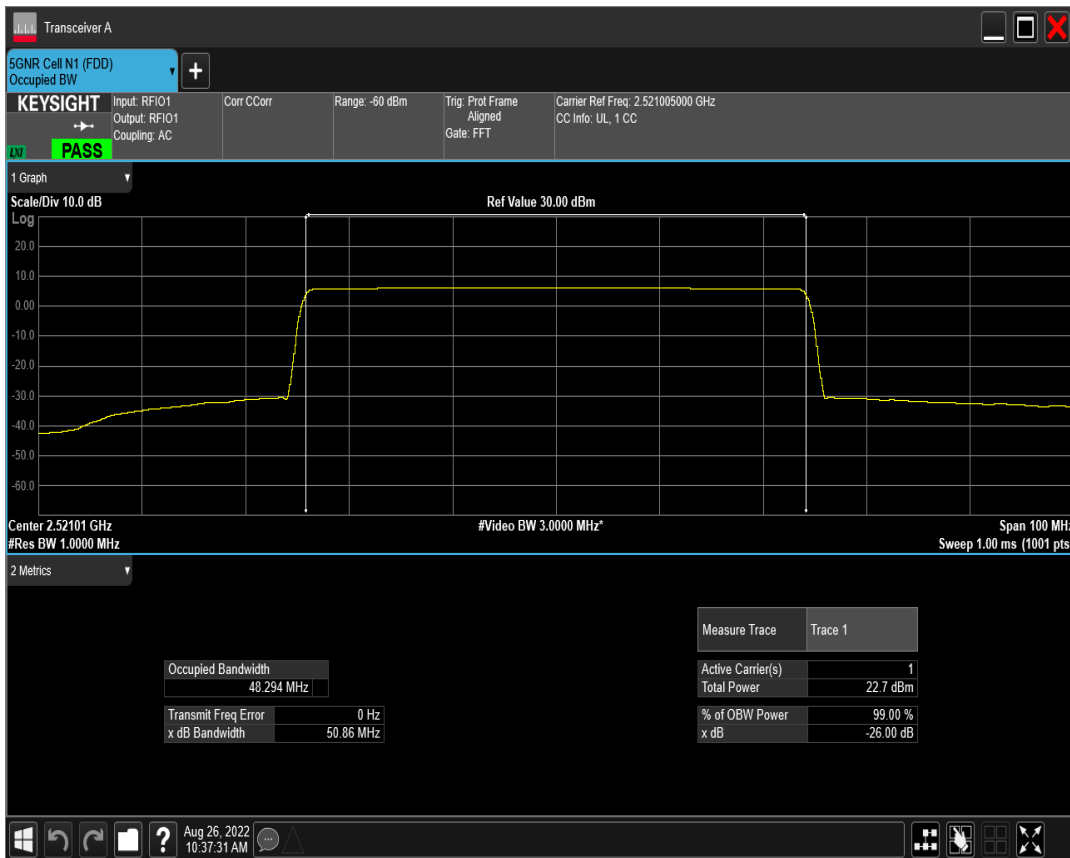 Transceiver A
5GNR Cell N1 (FDD)
Occupied BW
+
KEYSIGHT
LXI
PASS
Input: RFIO1
Output: RFIO1
Coupling: AC
Corr CCorr
Range: -60 dBm
Trig: Prot Frame
Aligned
Gate: FFT
Carrier Ref Freq: 2.521005000 GHz
CC Info: UL, 1 CC
1 Graph
Scale/Div 10.0 dB
Ref Value 30.00 dBm
Log
20.0
10.0
0.00
-10.0
-20.0
-30.0
-40.0
-50.0
-60.0
Center 2.52101 GHz
#Video BW 3.0000 MHz*
Span 100 MHz
#Res BW 1.0000 MHz
Sweep 1.00 ms (1001 pts
2 Metrics
Measure Trace Trace 1
Occupied Bandwidth
48.294 MHz
Active Carrier(s) 1
Total Power 22.7 dBm
Transmit Freq Error 0 Hz
x dB Bandwidth 50.86 MHz
% of OBW Power 99.00 %
x dB -26.00 dB
?
Aug 26, 2022
10:37:31 AM